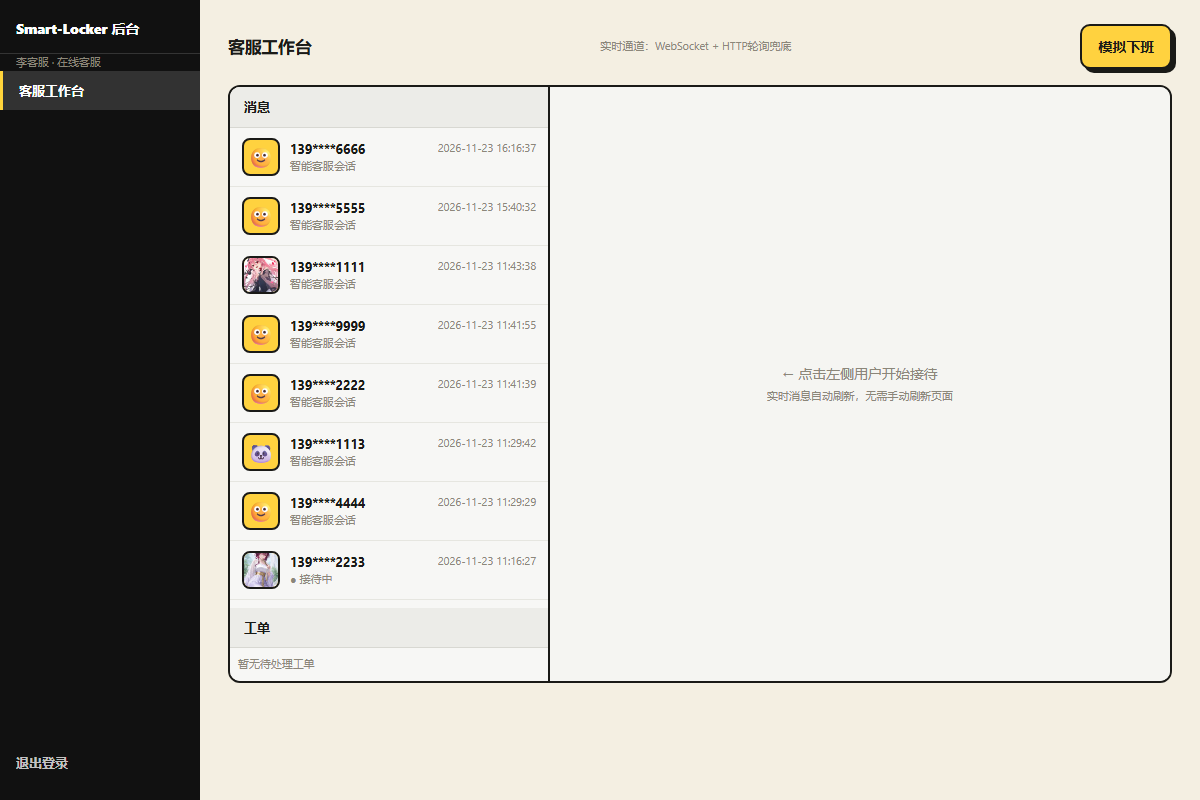 Smart-Locker 后台
李客服 · 在线客服
客服工作台
退出登录
客服工作台
实时通道：WebSocket + HTTP轮询兜底
模拟下班
消息
139****6666
2026-11-23 16:16:37
智能客服会话
139****5555
2026-11-23 15:40:32
智能客服会话
139****1111
2026-11-23 11:43:38
智能客服会话
139****9999
2026-11-23 11:41:55
智能客服会话
139****2222
2026-11-23 11:41:39
智能客服会话
139****1113
2026-11-23 11:29:42
智能客服会话
139****4444
2026-11-23 11:29:29
智能客服会话
139****2233
2026-11-23 11:16:27
● 接待中
工单
暂无待处理工单
← 点击左侧用户开始接待
实时消息自动刷新，无需手动刷新页面